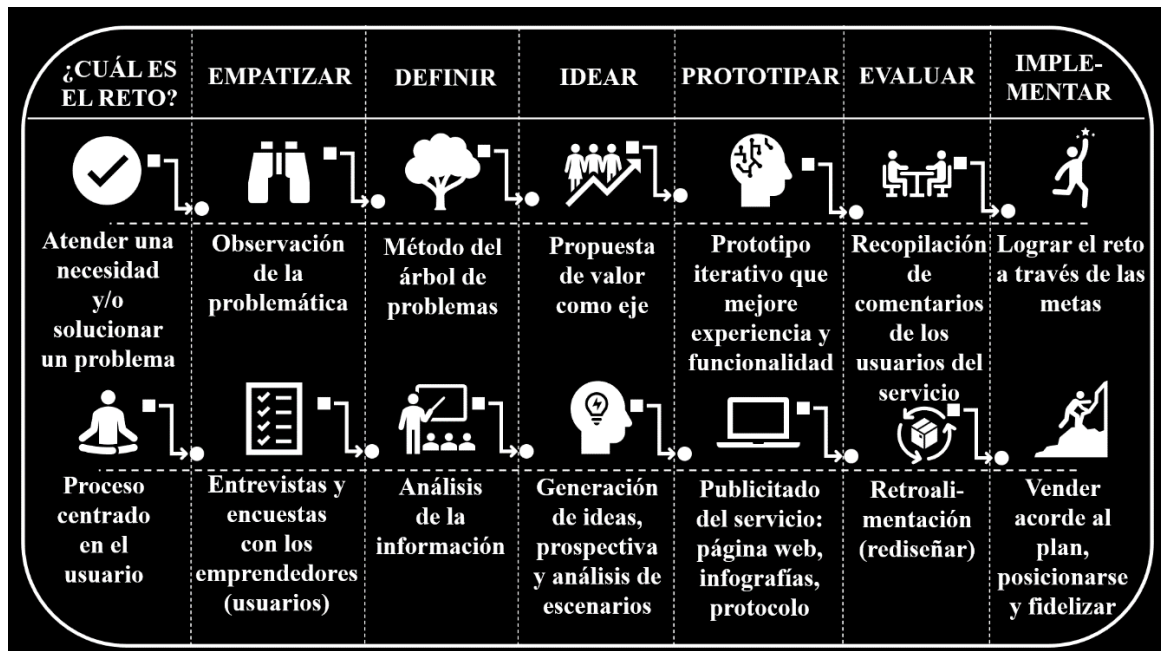 ¿CUÁL ES
EL RETO?
EMPATIZAR
DEFINIR
IDEAR
PROTOTIPAR
EVALUAR
IMPLE-
MENTAR
Atender una
necesidad
y/o
solucionar
un problema
Observación
de la
problemática
Método del
árbol de
problemas
Propuesta
de valor
como eje
Prototipo
iterativo que
mejore
experiencia y
funcionalidad
Recopilación
de
comentarios
de los
usuarios del
servicio
Lograr el reto
a través de las
metas
Proceso
centrado
en el
usuario
Entrevistas y
encuestas
con los
emprendedores
(usuarios)
Análisis
de la
información
Generación
de ideas,
prospectiva
y análisis de
escenarios
Publicitado
del servicio:
página web,
infografías,
protocolo
Retroali-
mentación
(rediseñar)
Vender
acorde al
plan,
posicionarse
y fidelizar